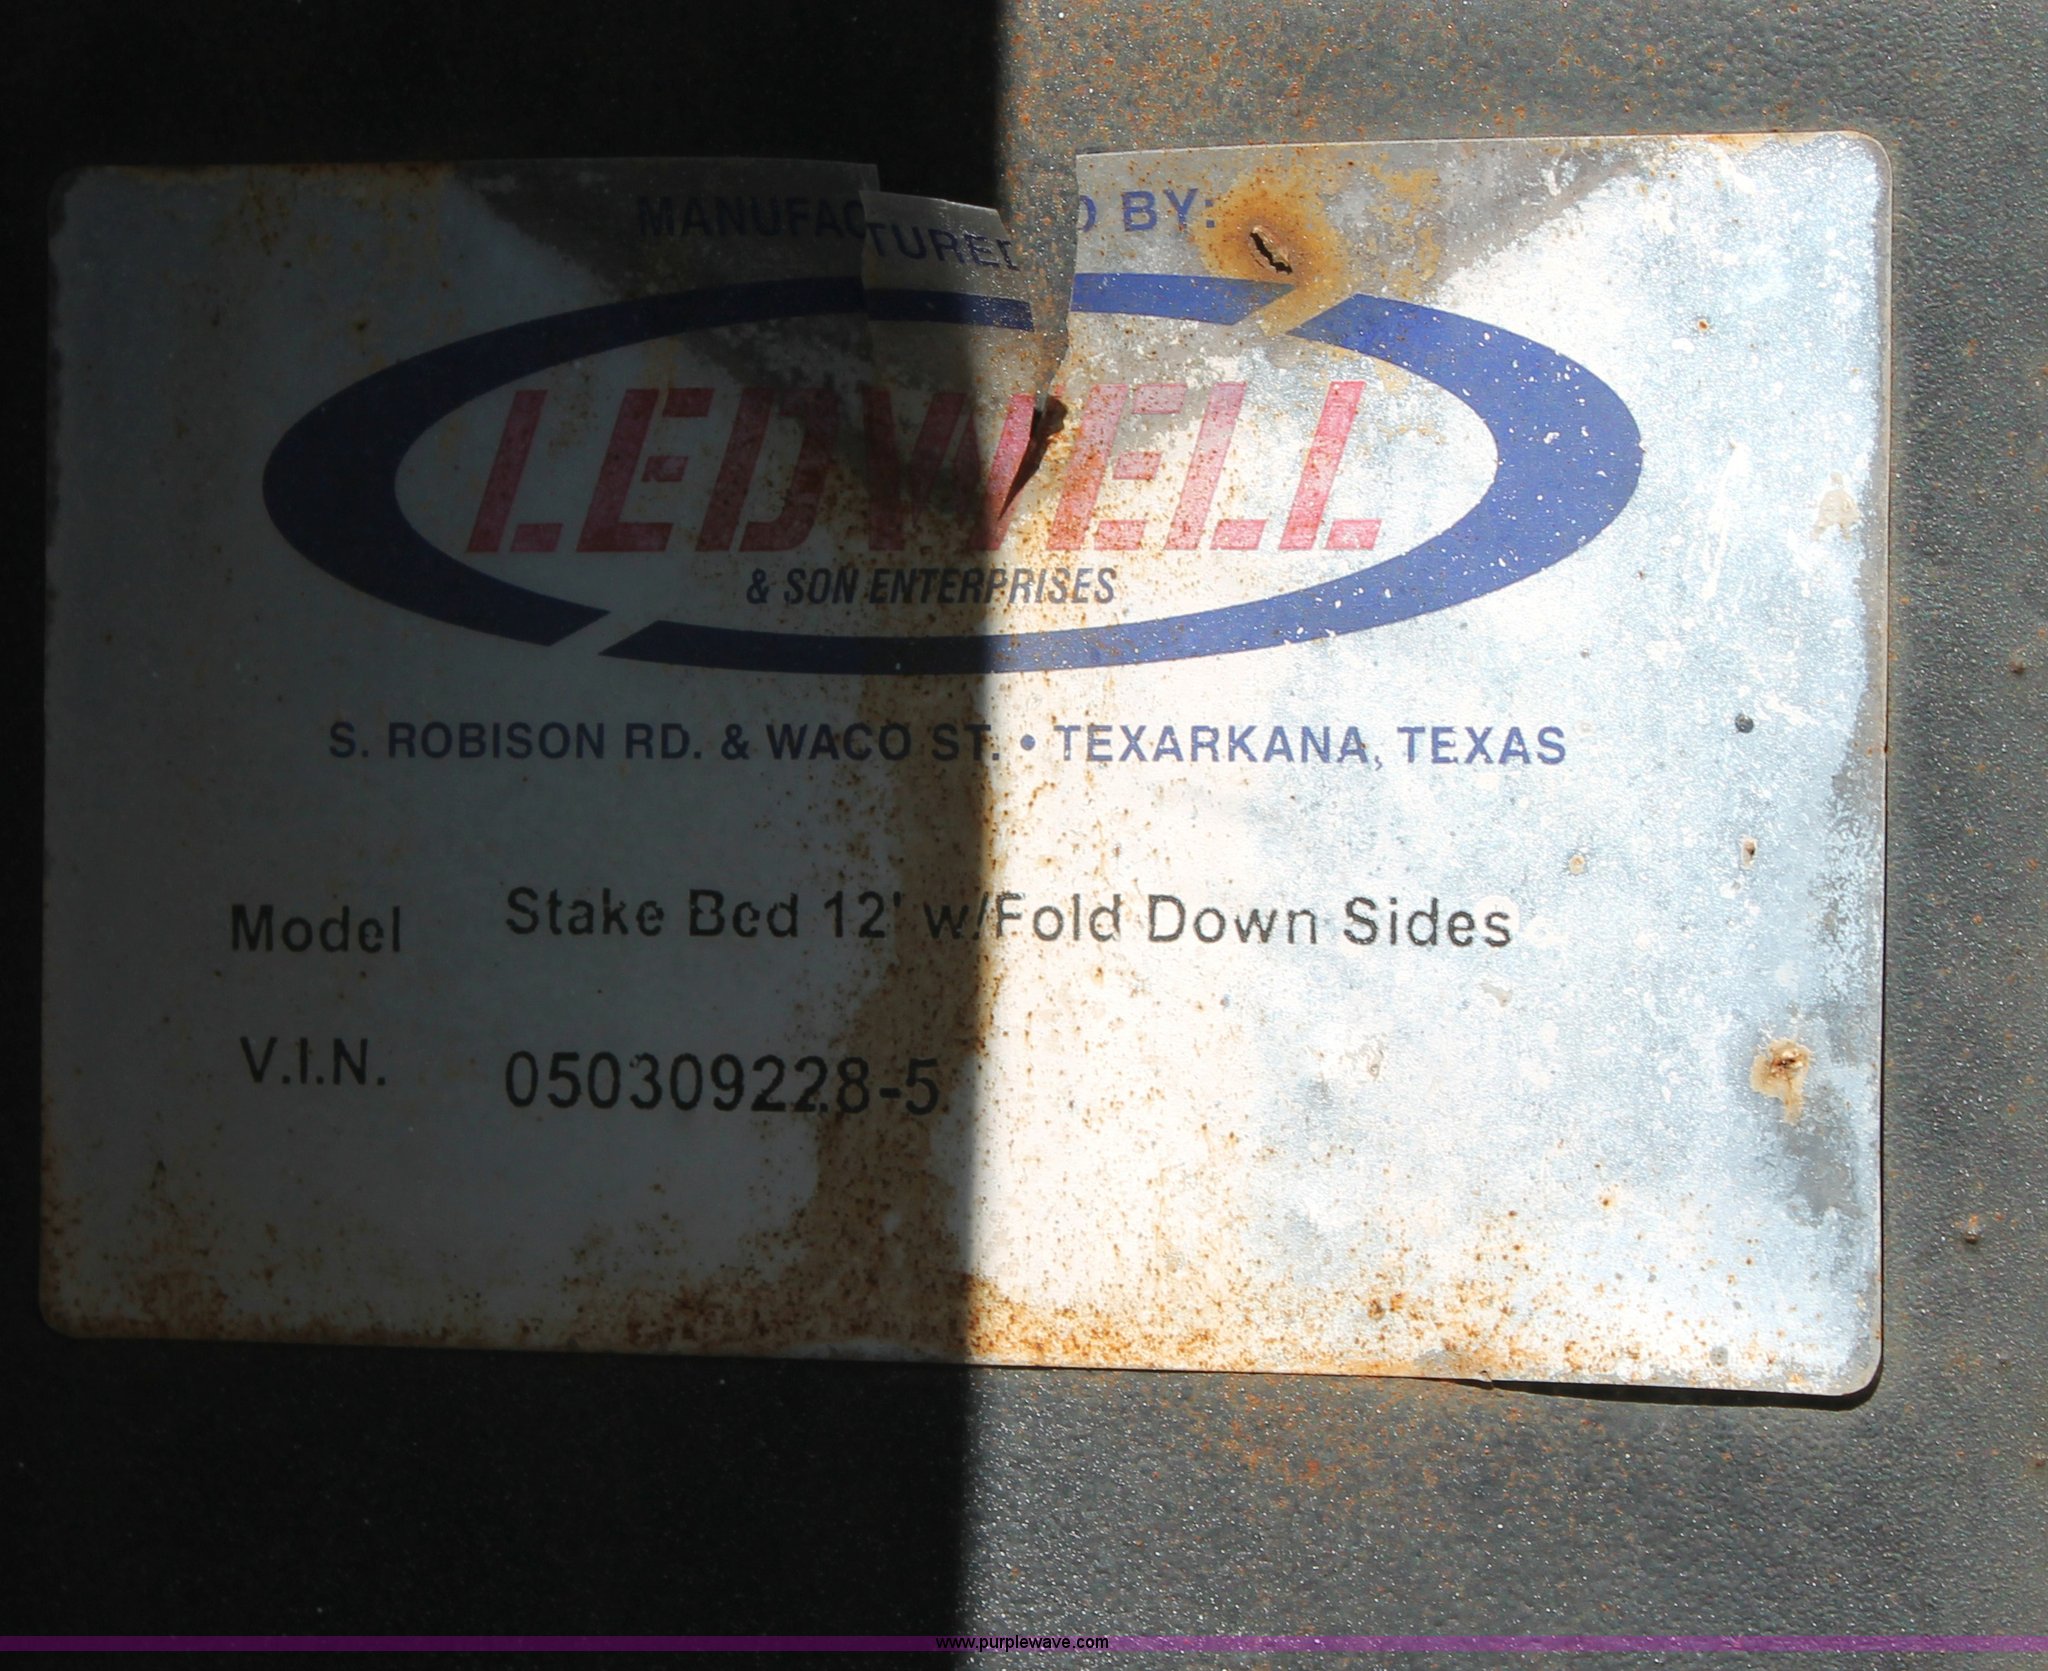 MANUFACTURED BY:
LEDWELL
& SON ENTERPRISES
S. ROBISON RD. & WACO ST. • TEXARKANA, TEXAS
Model Stake Bed 12' w/Fold Down Sides
V.I.N. 050309228-5
www.purplewave.com